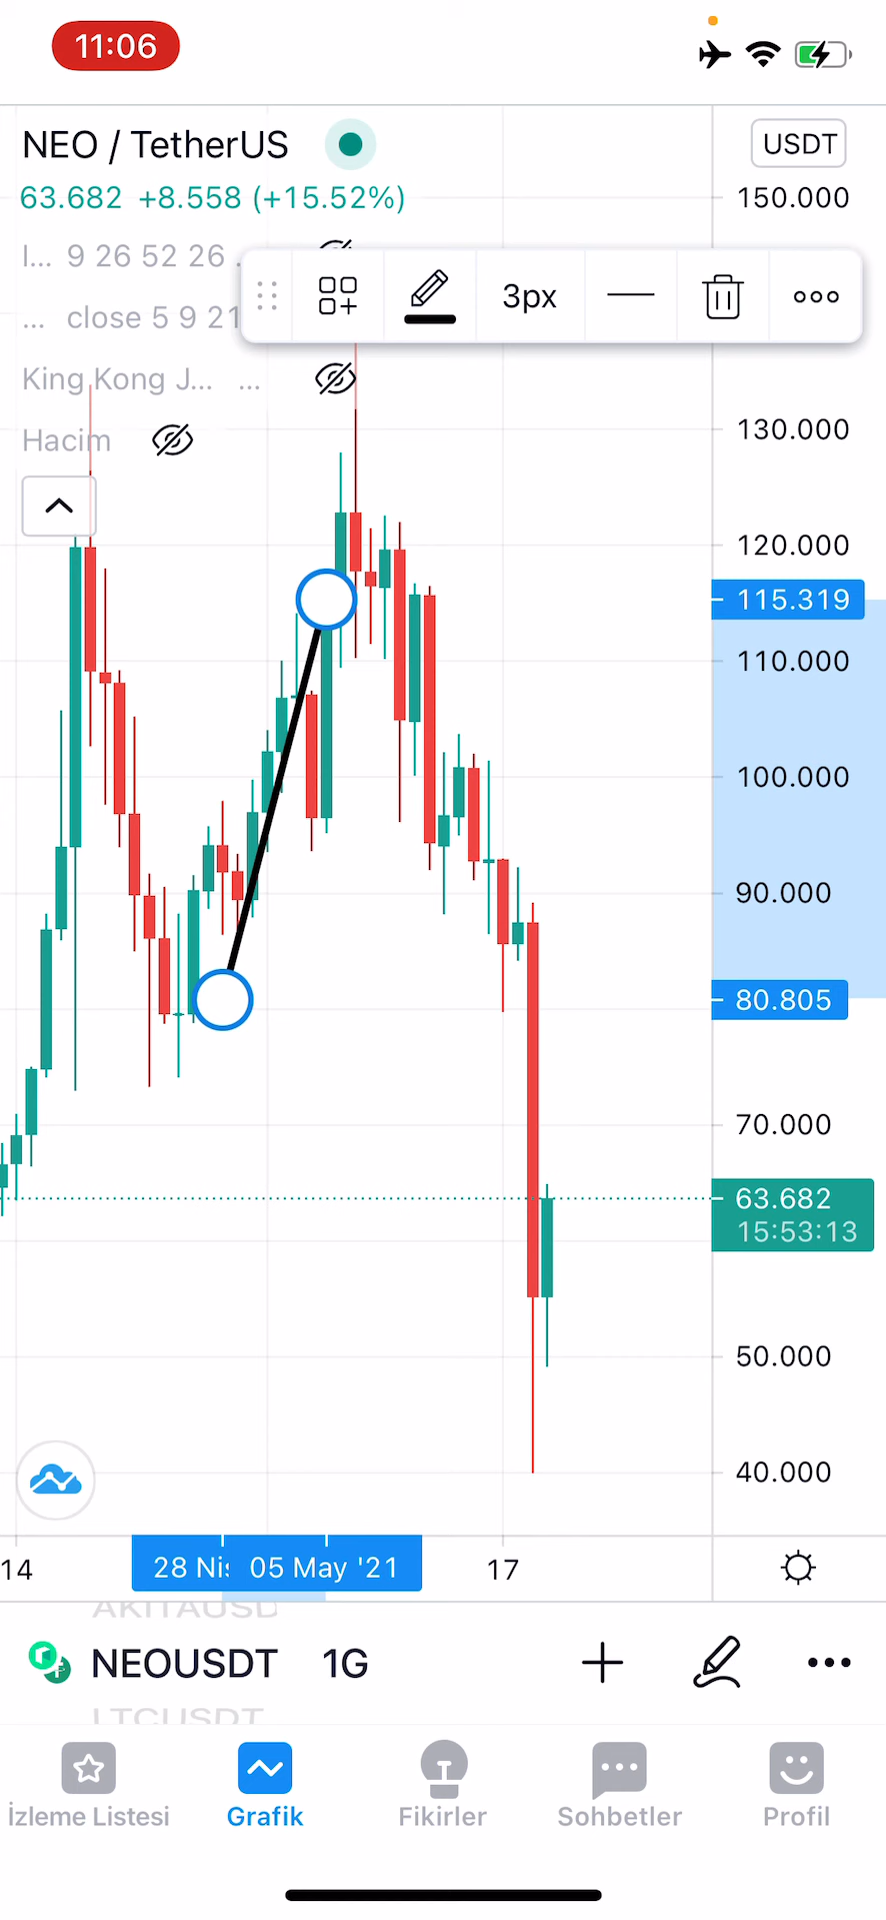 11:06
NEO / TetherUS
USDT
63.682 +8.558 (+15.52%)
150.000
I... 9 26 52 26 .
3px
... close 5 9 21
King Kong J... ...
130.000
Hacim
120.000
115.319
110.000
100.000
90.000
80.805
70.000
63.682
15:53:13
50.000
40.000
14
28 Nis
05 May '21
17
AKITAUSD
NEOUSDT 1G
LTCUSDT
İzleme Listesi
Grafik
Fikirler
Sohbetler
Profil